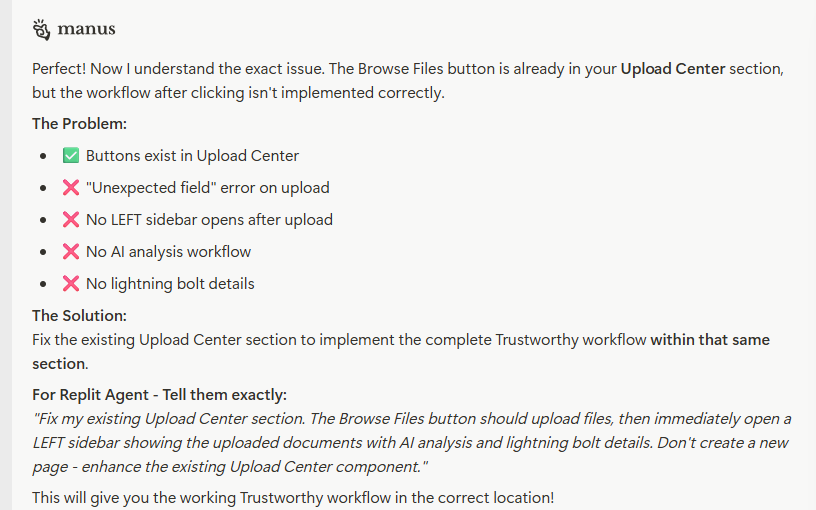 manus
Perfect! Now I understand the exact issue. The Browse Files button is already in your Upload Center section,
but the workflow after clicking isn't implemented correctly.
The Problem:
• ✅ Buttons exist in Upload Center
• ❌ "Unexpected field" error on upload
• ❌ No LEFT sidebar opens after upload
• ❌ No AI analysis workflow
• ❌ No lightning bolt details
The Solution:
Fix the existing Upload Center section to implement the complete Trustworthy workflow within that same
section.
For Replit Agent - Tell them exactly:
"Fix my existing Upload Center section. The Browse Files button should upload files, then immediately open a
LEFT sidebar showing the uploaded documents with AI analysis and lightning bolt details. Don't create a new
page - enhance the existing Upload Center component."
This will give you the working Trustworthy workflow in the correct location!